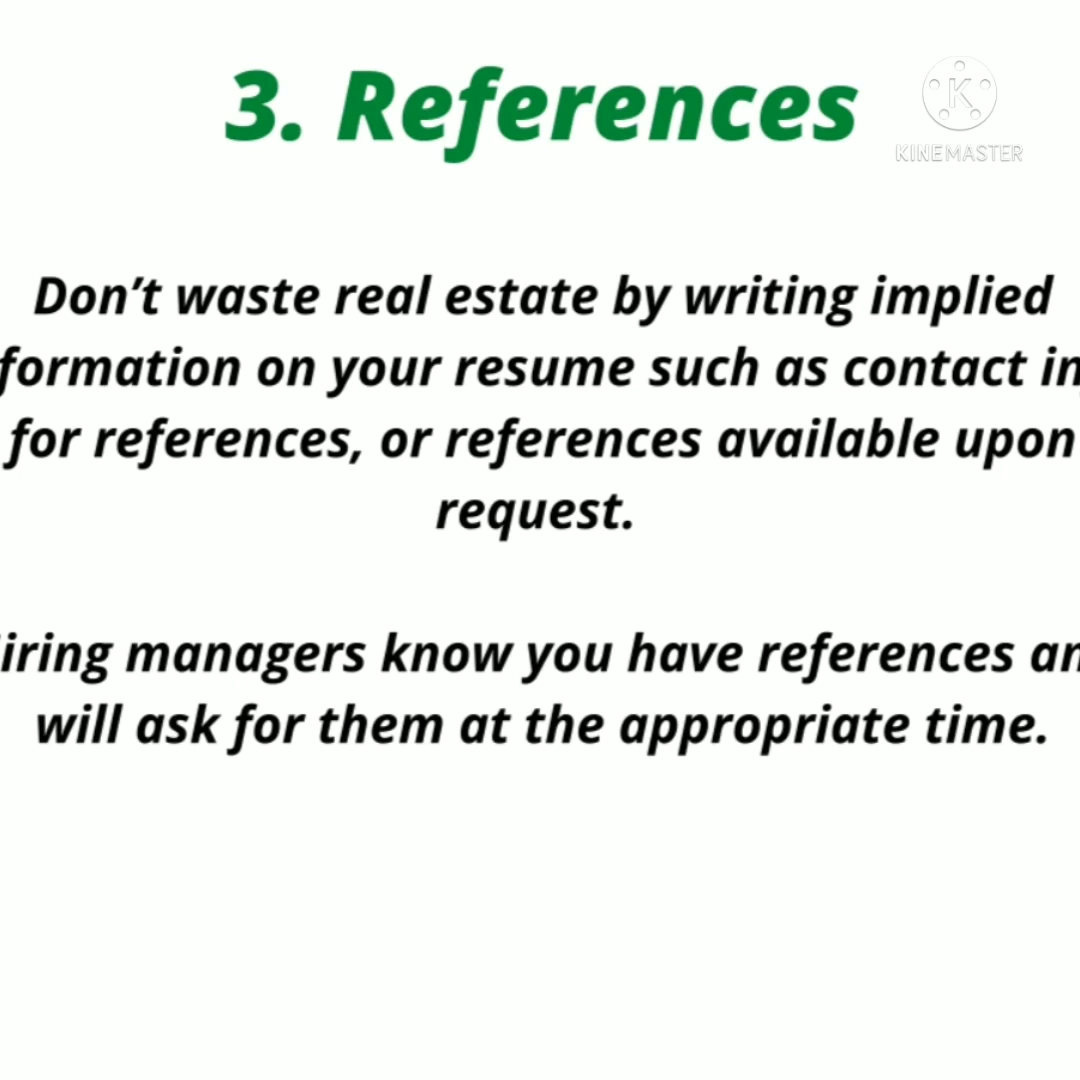 3. References
KINEMASTER
Don't waste real estate by writing implied
formation on your resume such as contact in
for references, or references available upon
request.
iring managers know you have references an
will ask for them at the appropriate time.